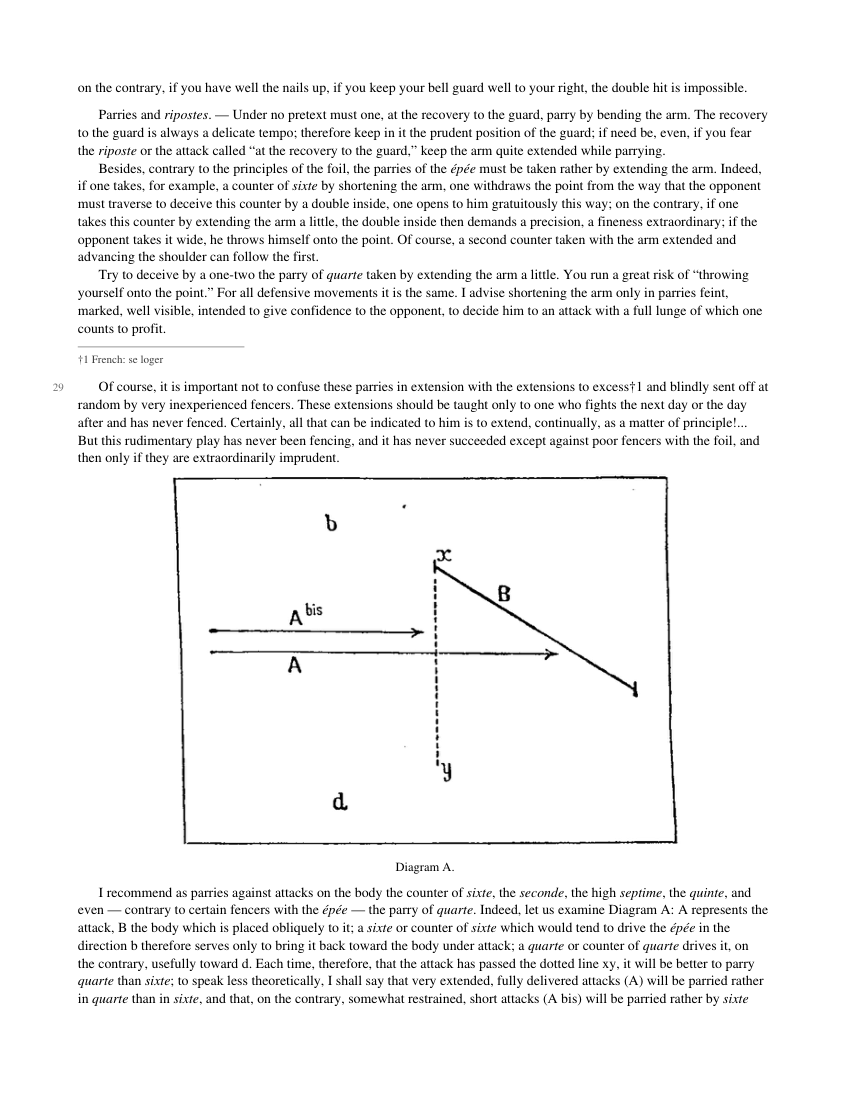 on the contrary, if you have well the nails up, if you keep your bell guard well to your right, the double hit is impossible.
Parries and ripostes. — Under no pretext must one, at the recovery to the guard, parry by bending the arm. The recovery
to the guard is always a delicate tempo; therefore keep in it the prudent position of the guard; if need be, even, if you fear
the riposte or the attack called “at the recovery to the guard,” keep the arm quite extended while parrying.
Besides, contrary to the principles of the foil, the parries of the épée must be taken rather by extending the arm. Indeed,
if one takes, for example, a counter of sixte by shortening the arm, one withdraws the point from the way that the opponent
must traverse to deceive this counter by a double inside, one opens to him gratuitously this way; on the contrary, if one
takes this counter by extending the arm a little, the double inside then demands a precision, a fineness extraordinary; if the
opponent takes it wide, he throws himself onto the point. Of course, a second counter taken with the arm extended and
advancing the shoulder can follow the first.
Try to deceive by a one-two the parry of quarte taken by extending the arm a little. You run a great risk of “throwing
yourself onto the point.” For all defensive movements it is the same. I advise shortening the arm only in parries feint,
marked, well visible, intended to give confidence to the opponent, to decide him to an attack with a full lunge of which one
counts to profit.
†1 French: se loger
29 Of course, it is important not to confuse these parries in extension with the extensions to excess†1 and blindly sent off at
random by very inexperienced fencers. These extensions should be taught only to one who fights the next day or the day
after and has never fenced. Certainly, all that can be indicated to him is to extend, continually, as a matter of principle!...
But this rudimentary play has never been fencing, and it has never succeeded except against poor fencers with the foil, and
then only if they are extraordinarily imprudent.
b
x
B
A bis
A
y
d
Diagram A.
I recommend as parries against attacks on the body the counter of sixte, the seconde, the high septime, the quinte, and
even — contrary to certain fencers with the épée — the parry of quarte. Indeed, let us examine Diagram A: A represents the
attack, B the body which is placed obliquely to it; a sixte or counter of sixte which would tend to drive the épée in the
direction b therefore serves only to bring it back toward the body under attack; a quarte or counter of quarte drives it, on
the contrary, usefully toward d. Each time, therefore, that the attack has passed the dotted line xy, it will be better to parry
quarte than sixte; to speak less theoretically, I shall say that very extended, fully delivered attacks (A) will be parried rather
in quarte than in sixte, and that, on the contrary, somewhat restrained, short attacks (A bis) will be parried rather by sixte